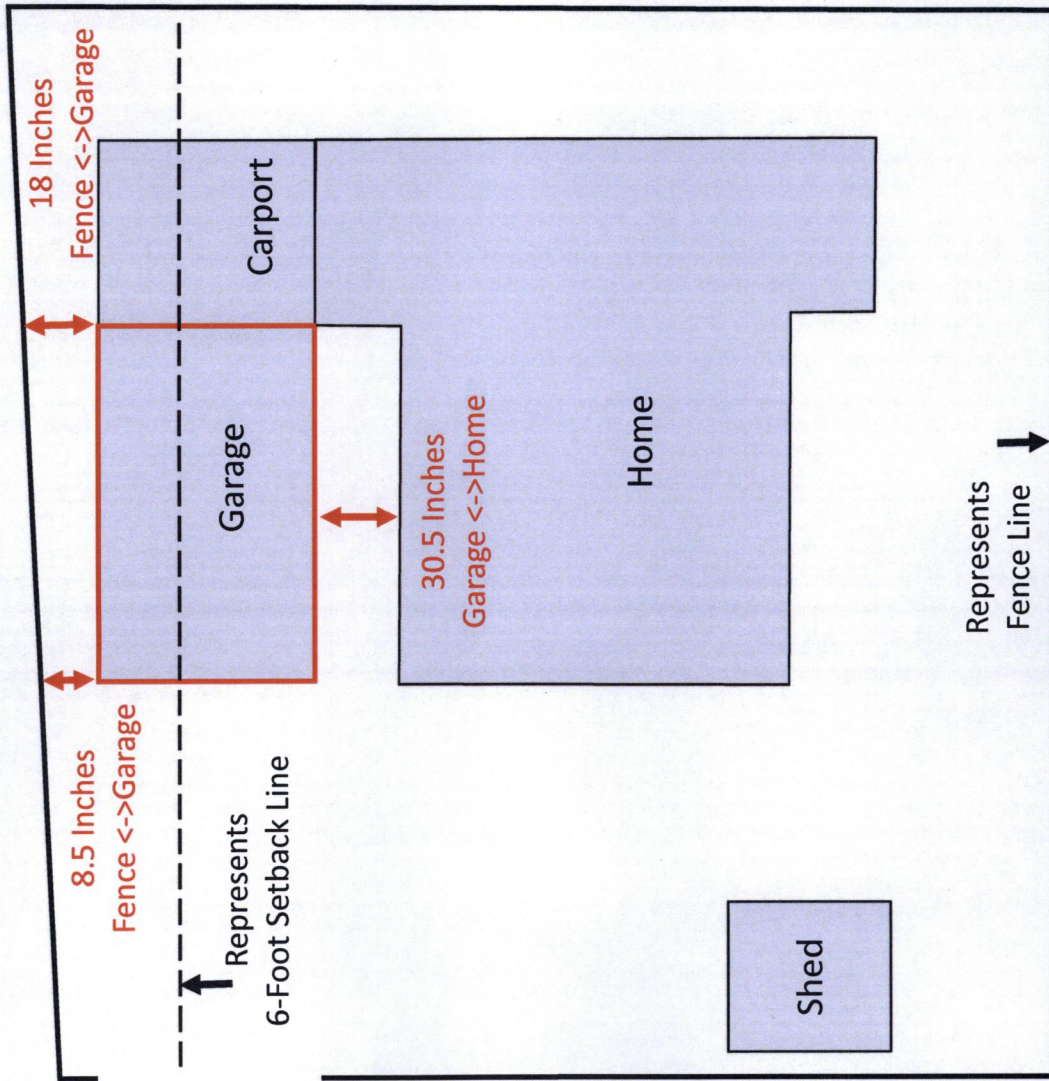 18 Inches
Fence <->Garage
Carport
Garage
30.5 Inches
Garage <->Home
Home
8.5 Inches
Fence <->Garage
Represents
6-Foot Setback Line
Represents
Fence Line
Shed